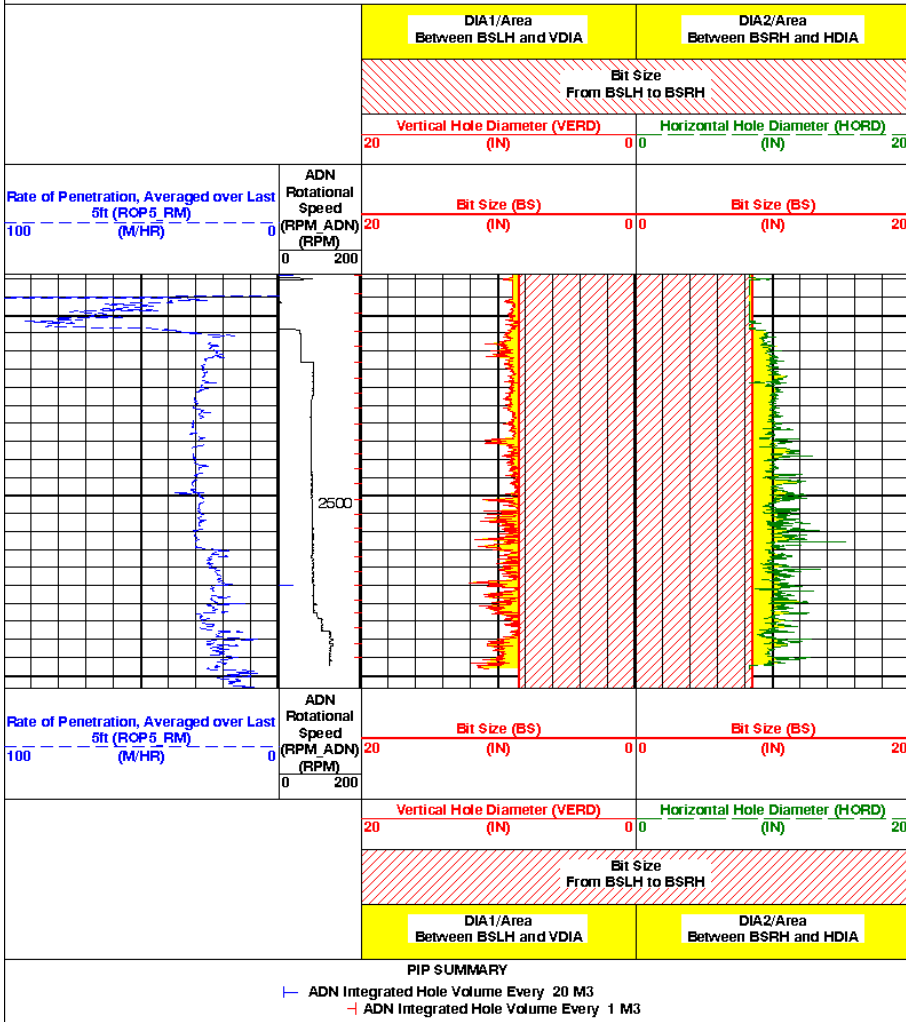 DIA1/Area
Between BSLH and VDIA
DIA2/Area
Between BSRH and HDIA
Bit Size
From BSLH to BSRH
Vertical Hole Diameter (VERD)
20 (IN) 0
Horizontal Hole Diameter (HORD)
0 (IN) 20
Rate of Penetration, Averaged over Last
5ft (ROP5_RM)
100 (M/HR) 0
ADN
Rotational
Speed
(RPM_ADN)
(RPM)
0 200
Bit Size (BS)
20 (IN) 0
Bit Size (BS)
0 (IN) 20
2500
Rate of Penetration, Averaged over Last
5ft (ROP5_RM)
100 (M/HR) 0
ADN
Rotational
Speed
(RPM_ADN)
(RPM)
0 200
Bit Size (BS)
20 (IN) 0
Bit Size (BS)
0 (IN) 20
Vertical Hole Diameter (VERD)
20 (IN) 0
Horizontal Hole Diameter (HORD)
0 (IN) 20
Bit Size
From BSLH to BSRH
DIA1/Area
Between BSLH and VDIA
DIA2/Area
Between BSRH and HDIA
PIP SUMMARY
ADN Integrated Hole Volume Every 20 M3
ADN Integrated Hole Volume Every 1 M3